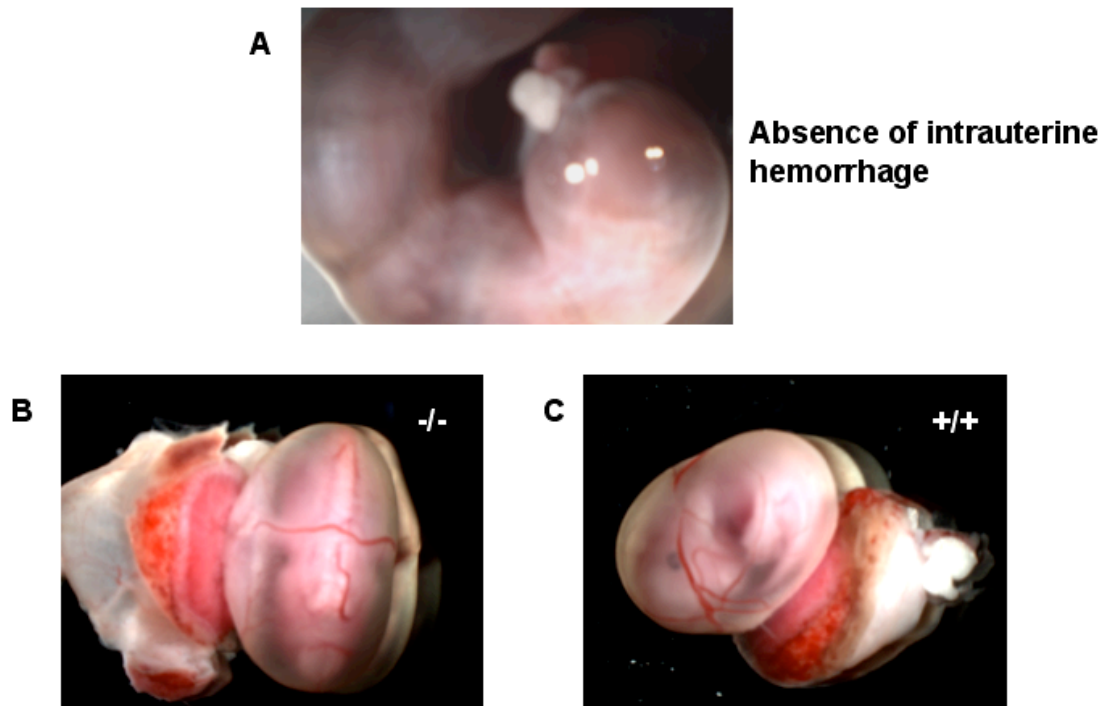 A
Absence of intrauterine
hemorrhage
B
-/-
C
+/+